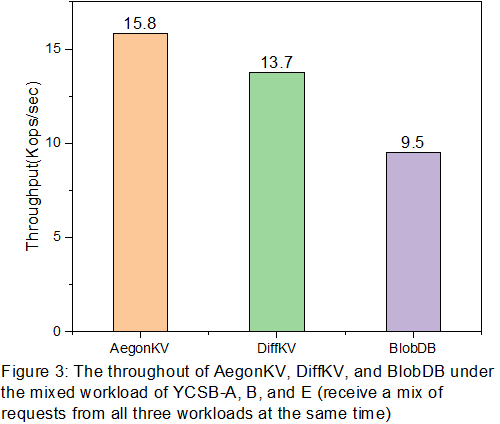 15.8
15
13.7
10
9.5
5
0
Throughput(Kops/sec)
AegonKV DiffKV BlobDB
Figure 3: The throughout of AegonKV, DiffKV, and BlobDB under
the mixed workload of YCSB-A, B, and E (receive a mix of
requests from all three workloads at the same time)